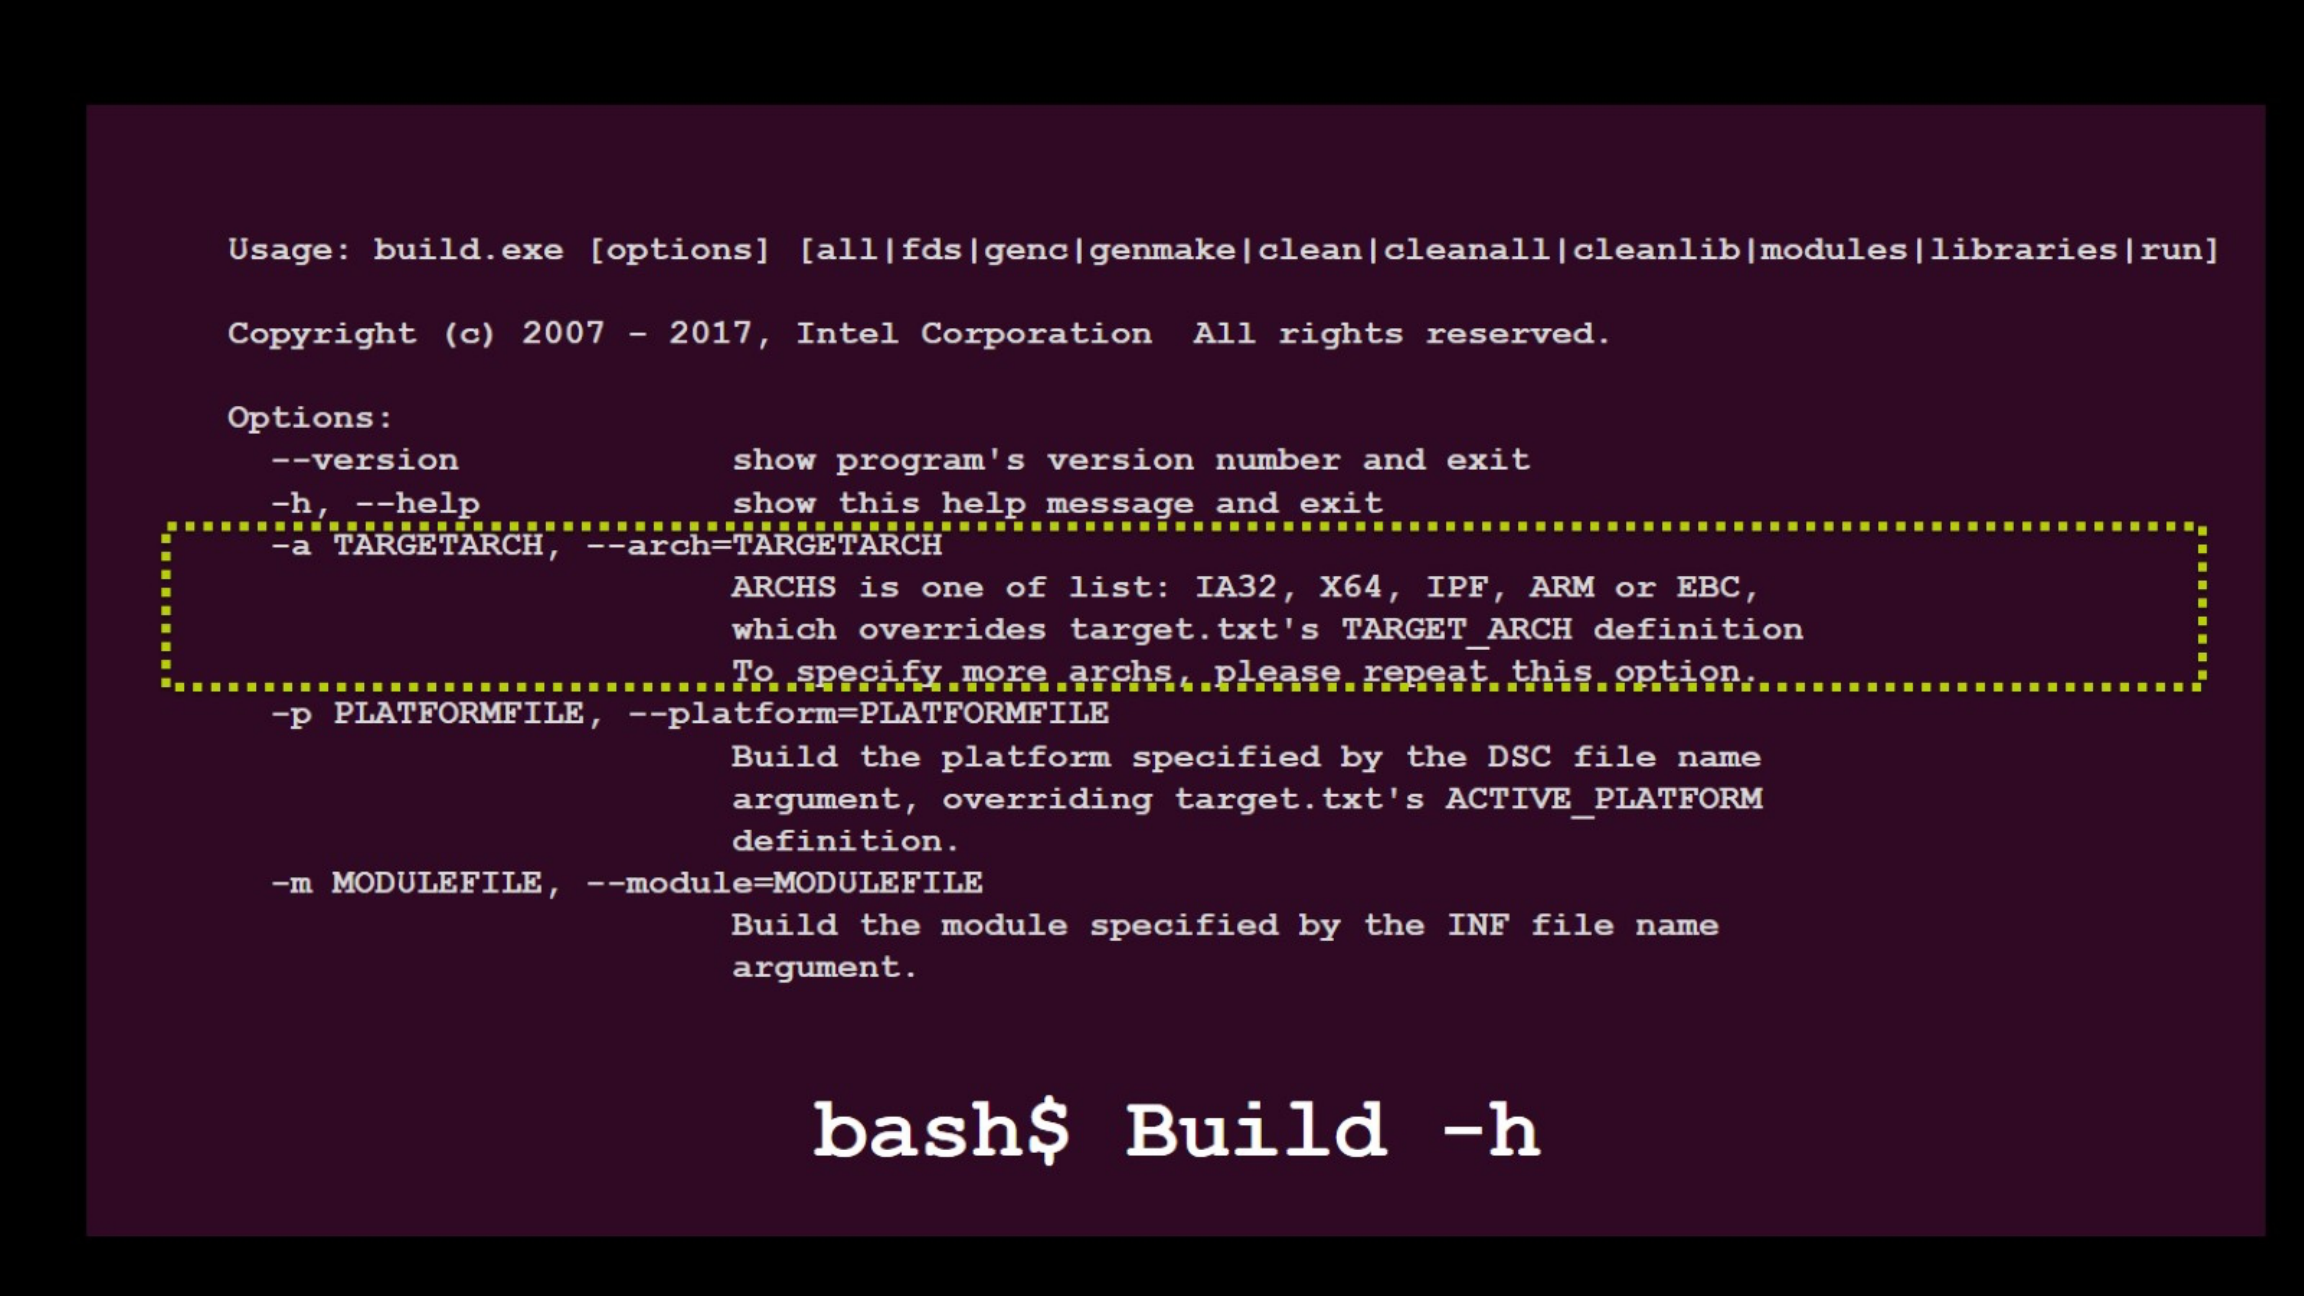 Usage: build.exe [options] [all|fds|genc|genmake|clean|cleanall|cleanlib|modules|libraries|run]
Copyright (c) 2007 - 2017, Intel Corporation  All rights reserved.
Options:
--version show program's version number and exit
-h, --help show this help message and exit
-a TARGETARCH, --arch=TARGETARCH
ARCHS is one of list: IA32, X64, IPF, ARM or EBC,
which overrides target.txt's TARGET_ARCH definition
To specify more archs, please repeat this option.
-p PLATFORMFILE, --platform=PLATFORMFILE
Build the platform specified by the DSC file name
argument, overriding target.txt's ACTIVE_PLATFORM
definition.
-m MODULEFILE, --module=MODULEFILE
Build the module specified by the INF file name
argument.
bash$ Build -h